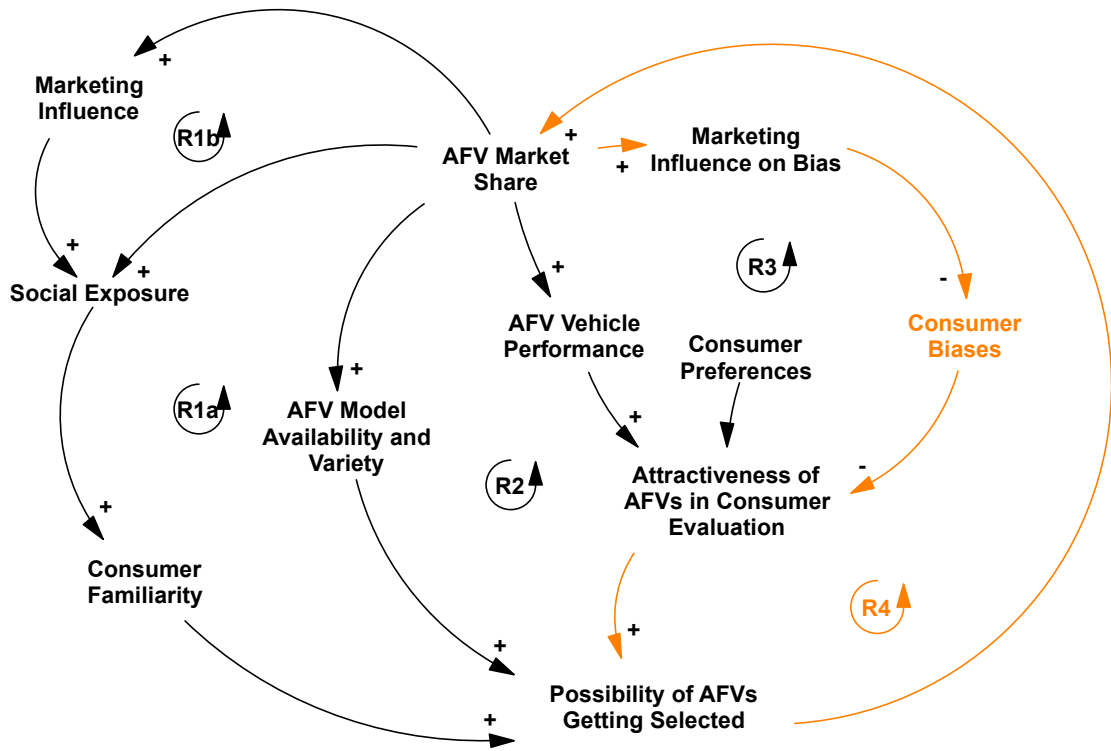 +
Marketing
Influence
R1b
AFV Market
Share
+
+
Marketing
Influence on Bias
+
+
Social Exposure
R3
+
-
AFV Vehicle
Performance
Consumer
Preferences
Consumer
Biases
R1a
+
AFV Model
Availability and
Variety
+
R2
-
Attractiveness of
AFVs in Consumer
Evaluation
+
Consumer
Familiarity
R4
+
+
+
Possibility of AFVs
Getting Selected